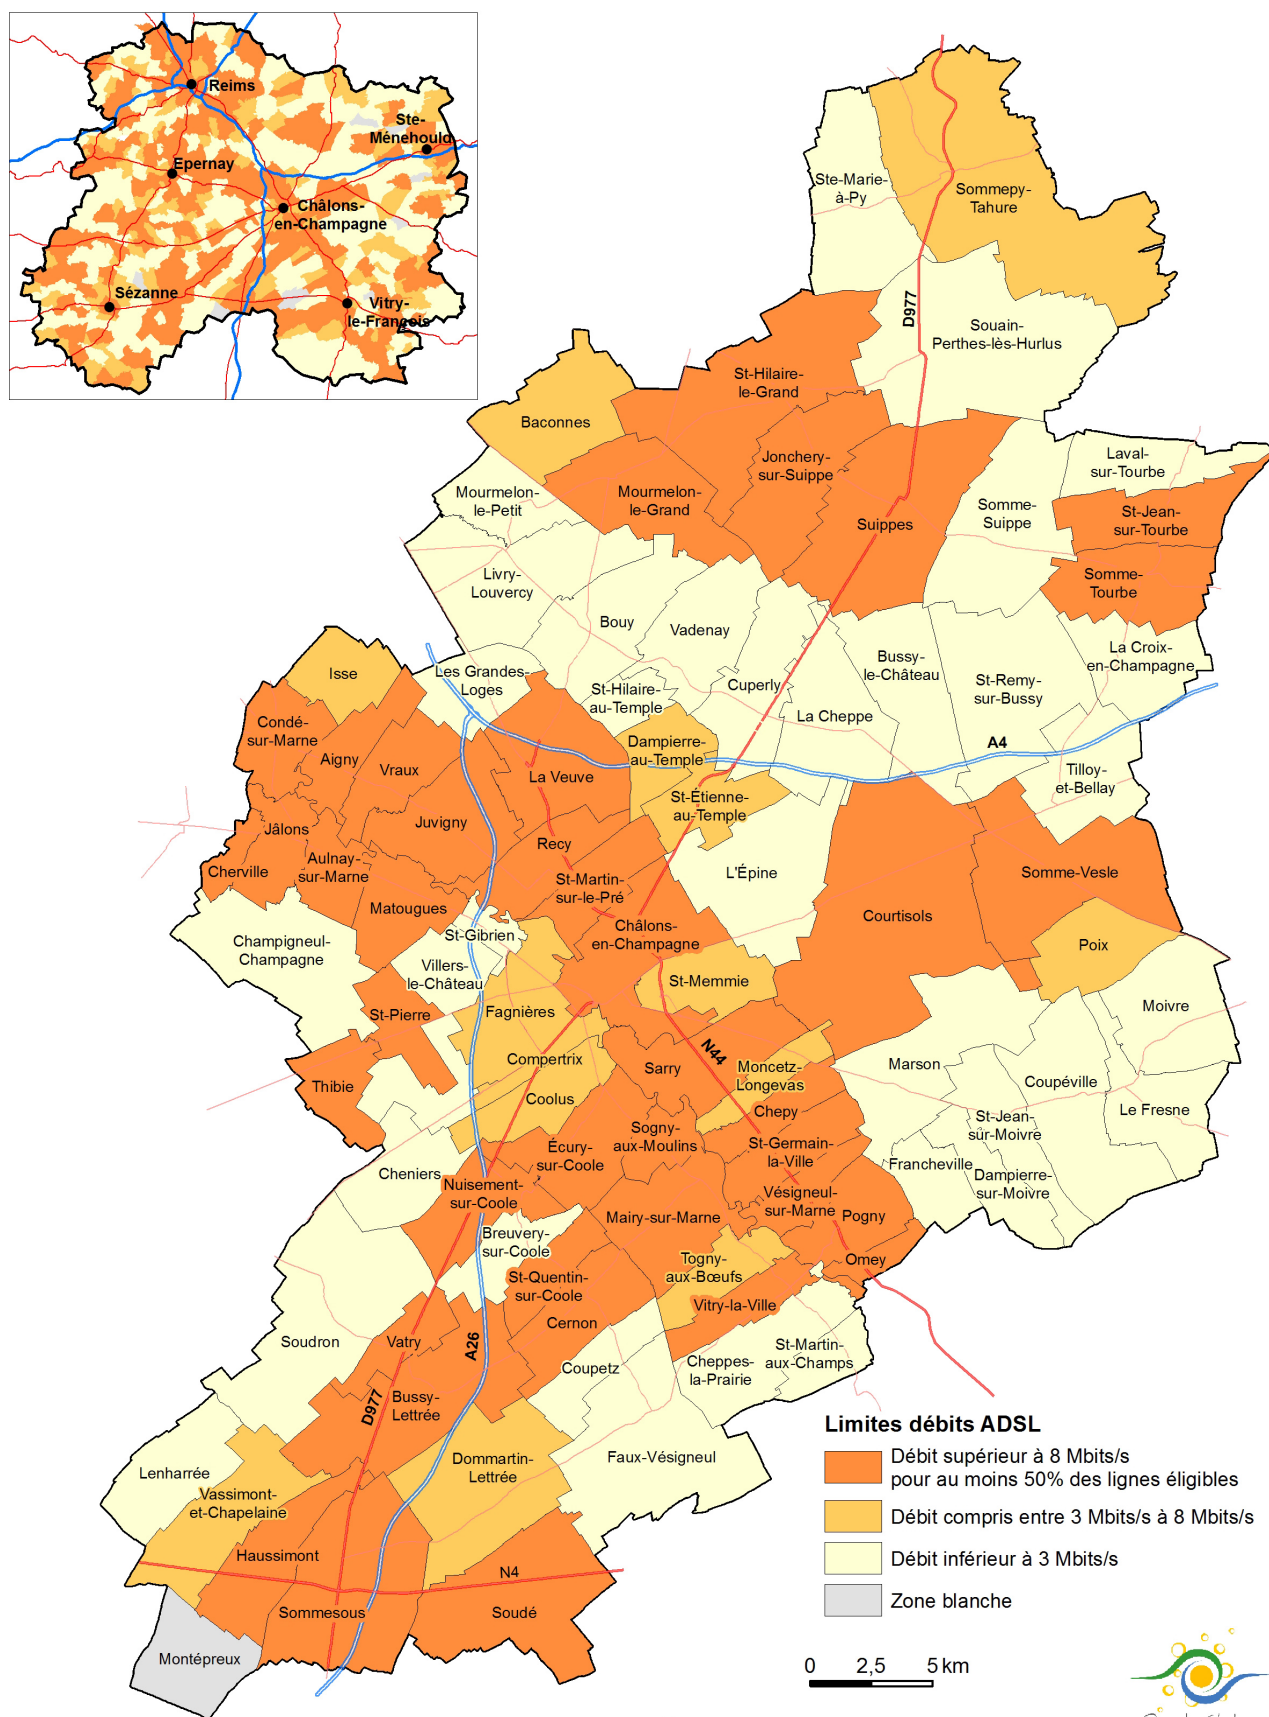 Reims
Ste-
Ménehould
Epernay
Châlons-
en-Champagne
Sézanne
Vitry-
le-François
Ste-Marie-
à-Py
Sommepy-
Tahure
D977
Souain-
Perthes-lès-Hurlus
St-Hilaire-
le-Grand
Baconnes
Jonchery-
sur-Suippe
Laval-
sur-Tourbe
Mourmelon-
le-Petit
Mourmelon-
le-Grand
Suippes
Somme-
Suippe
St-Jean-
sur-Tourbe
Livry-
Louvercy
Somme-
Tourbe
Bouy
Vadenay
Bussy-
le-Château
La Croix-
en-Champagne
Isse
Les Grandes-
Loges
St-Hilaire-
au-Temple
Cuperly
St-Remy-
sur-Bussy
La Cheppe
Condé-
sur-Marne
Aigny
Vraux
La Veuve
Dampierre-
au-Temple
A4
Tilloy-
et-Bellay
St-Étienne-
au-Temple
Jâlons
Juvigny
Recy
Cherville
Aulnay-
sur-Marne
St-Martin-
sur-le-Pré
L'Épine
Somme-Vesle
Matougues
Courtisols
Champigneul-
Champagne
St-Gibrien
Châlons-
en-Champagne
Poix
Villers-
le-Château
St-Memmie
Moivre
St-Pierre
Fagnières
N44
Compertrix
Sarry
Moncetz-
Longevas
Marson
Coupéville
Thibie
Coolus
Chepy
Le Fresne
Sogny-
aux-Moulins
St-Jean-
sur-Moivre
Écury-
sur-Coole
St-Germain-
la-Ville
Francheville
Dampierre-
sur-Moivre
Cheniers
Nuisement-
sur-Coole
Vésigneul-
sur-Marne
Mairy-sur-Marne
Pogny
Breuvery-
sur-Coole
Togny-
aux-Bœufs
Omey
St-Quentin-
sur-Coole
Vitry-la-Ville
Cernon
Soudron
Vatry
A26
Coupetz
Cheppes-
la-Prairie
St-Martin-
aux-Champs
D977
Bussy-
Lettrée
Lenharrée
Dommartin-
Lettrée
Faux-Vésigneul
Vassimont-
et-Chapelaine
Haussimont
N4
Sommesous
Soudé
Montépreux
Limites débits ADSL
Débit supérieur à 8 Mbits/s
pour au moins 50% des lignes éligibles
Débit compris entre 3 Mbits/s à 8 Mbits/s
Débit inférieur à 3 Mbits/s
Zone blanche
0 2,5 5 km